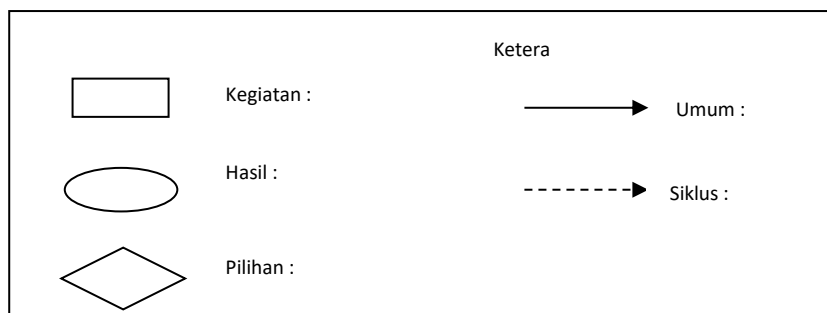 Ketera
Kegiatan :
Umum :
Hasil :
Siklus :
Pilihan :